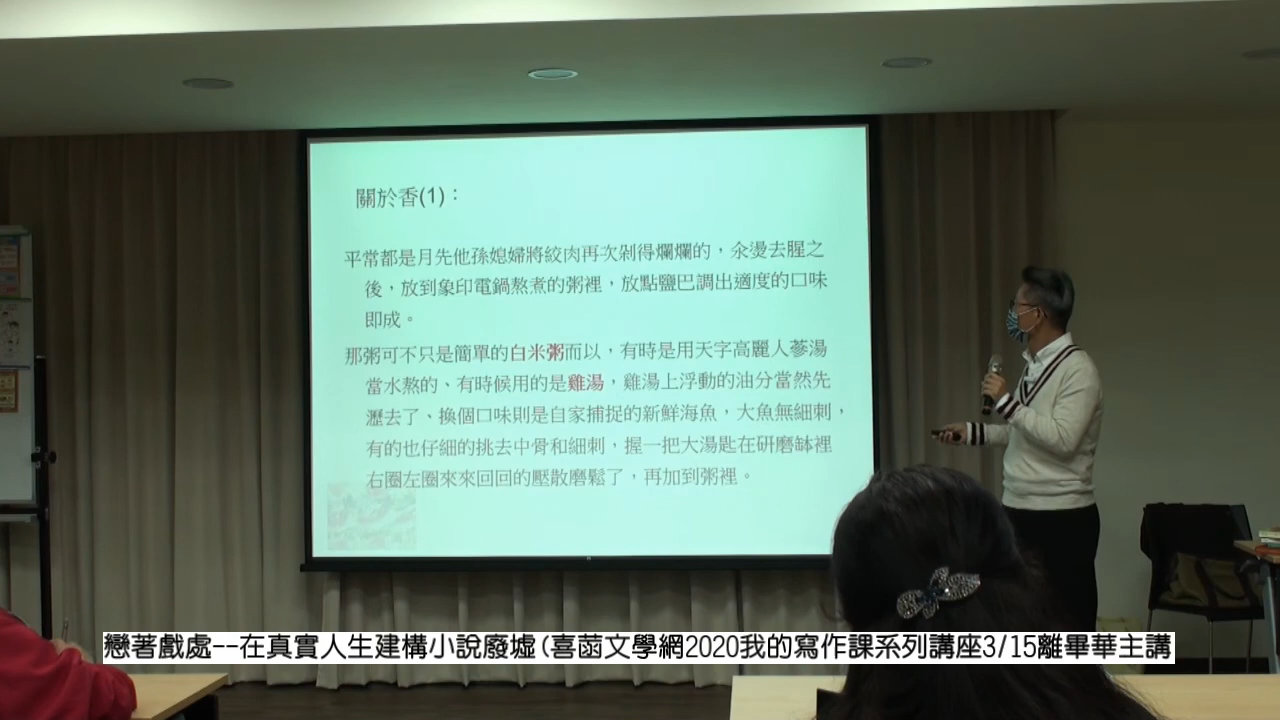 關於香(1)：
平常都是月先他孫媳婦將絞肉再次剁得爛爛的，汆燙去腥之
後，放到象印電鍋熬煮的粥裡，放點鹽巴調出適度的口味
即成。
那粥可不只是簡單的白米粥而以，有時是用天字高麗人蔘湯
當水熬的、有時候用的是雞湯，雞湯上浮動的油分當然先
瀝去了、換個口味則是自家捕捉的新鮮海魚，大魚無細刺，
有的也仔細的挑去中骨和細刺，握一把大湯匙在研磨缽裡
右圈左圈來來回回的壓散磨鬆了，再加到粥裡。
戀著戲處--在真實人生建構小說廢墟(喜菡文學網2020我的寫作課系列講座3/15離畢華主講